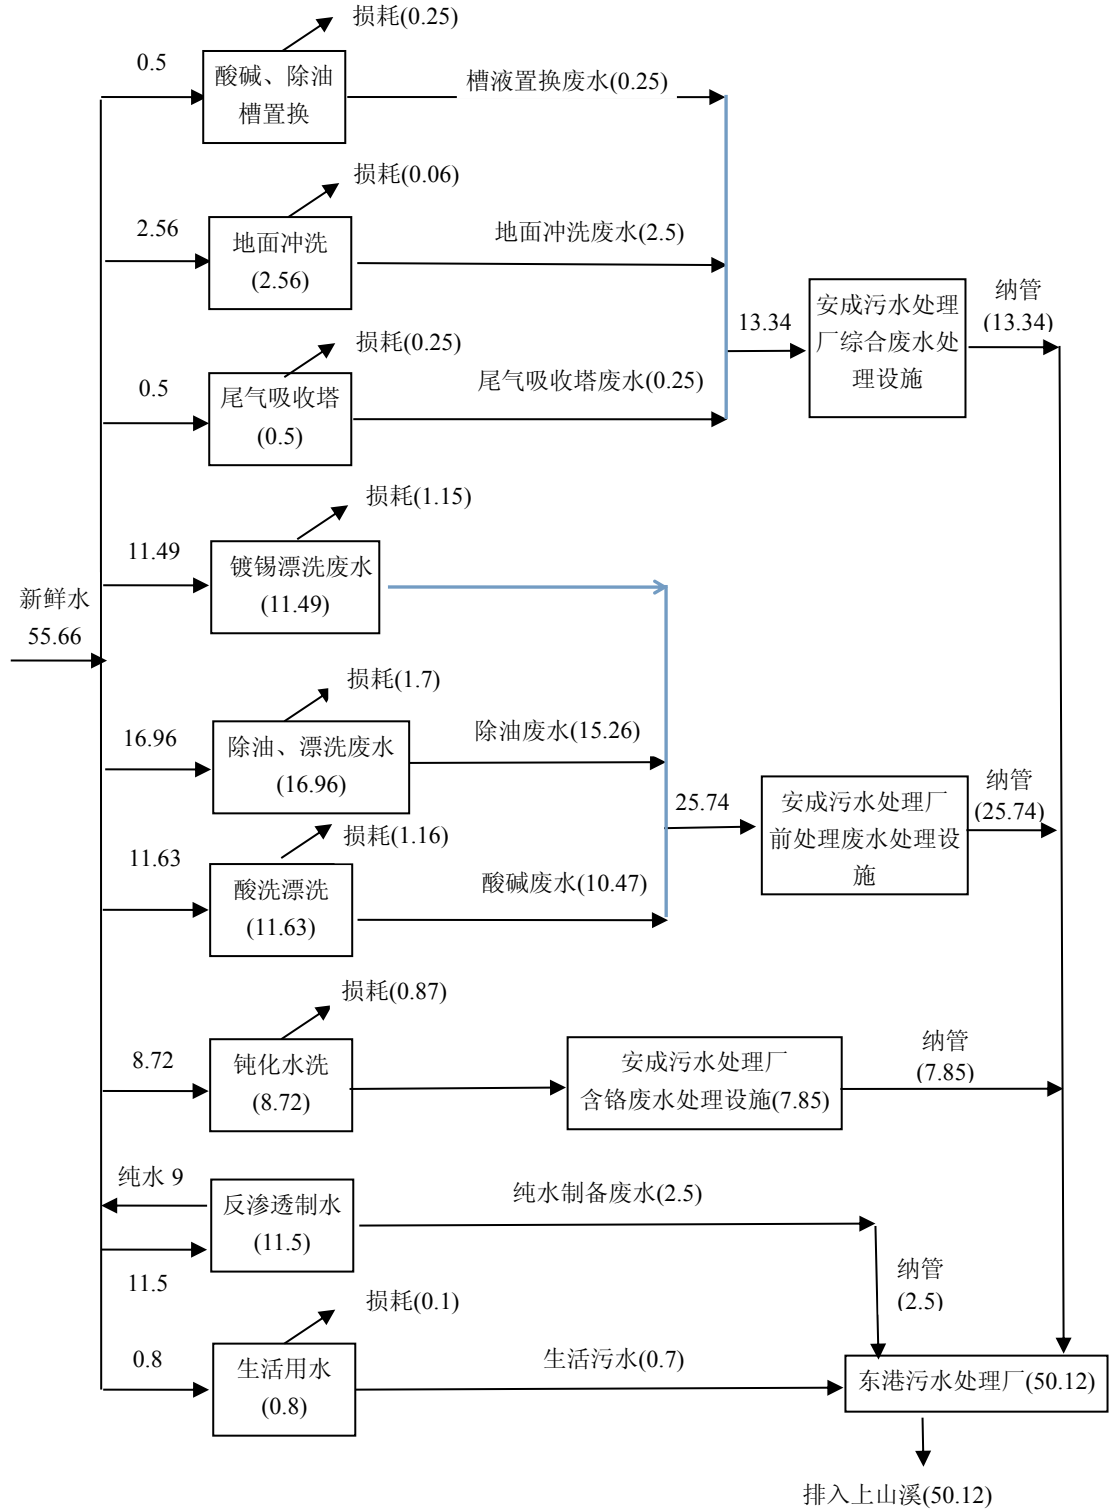 损耗(0.25)
0.5
酸碱、除油
槽置换
槽液置换废水(0.25)
损耗(0.06)
2.56
地面冲洗
(2.56)
地面冲洗废水(2.5)
损耗(0.25)
0.5
尾气吸收塔
(0.5)
尾气吸收塔废水(0.25)
13.34
安成污水处理
厂综合废水处
理设施
纳管
(13.34)
损耗(1.15)
11.49
镀锡漂洗废水
(11.49)
新鲜水
55.66
损耗(1.7)
16.96
除油、漂洗废水
(16.96)
除油废水(15.26)
损耗(1.16)
11.63
酸洗漂洗
(11.63)
酸碱废水(10.47)
25.74
安成污水处理厂
前处理废水处理设
施
纳管
(25.74)
损耗(0.87)
8.72
钝化水洗
(8.72)
安成污水处理厂
含铬废水处理设施(7.85)
纳管
(7.85)
纯水 9
反渗透制水
(11.5)
11.5
纯水制备废水(2.5)
纳管
(2.5)
损耗(0.1)
0.8
生活用水
(0.8)
生活污水(0.7)
东港污水处理厂(50.12)
排入上山溪(50.12)